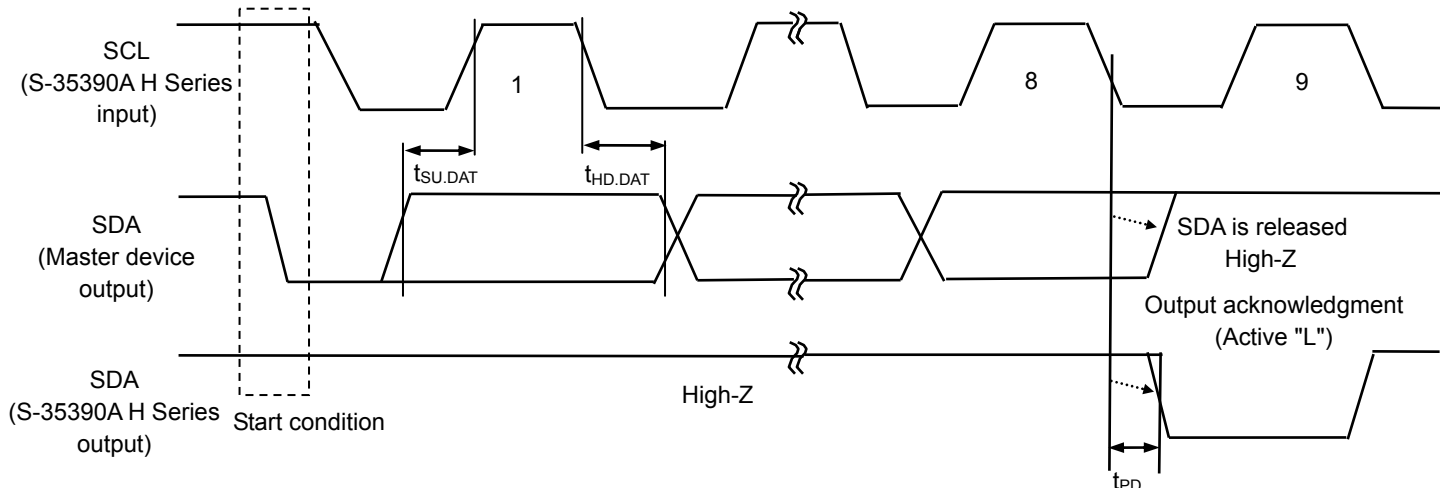 SCL
(S-35390A H Series
input)
1
8
9
tSU.DAT
tHD.DAT
SDA
(Master device
output)
SDA is released
High-Z
Output acknowledgment
(Active "L")
SDA
(S-35390A H Series
output)
Start condition
High-Z
tPD